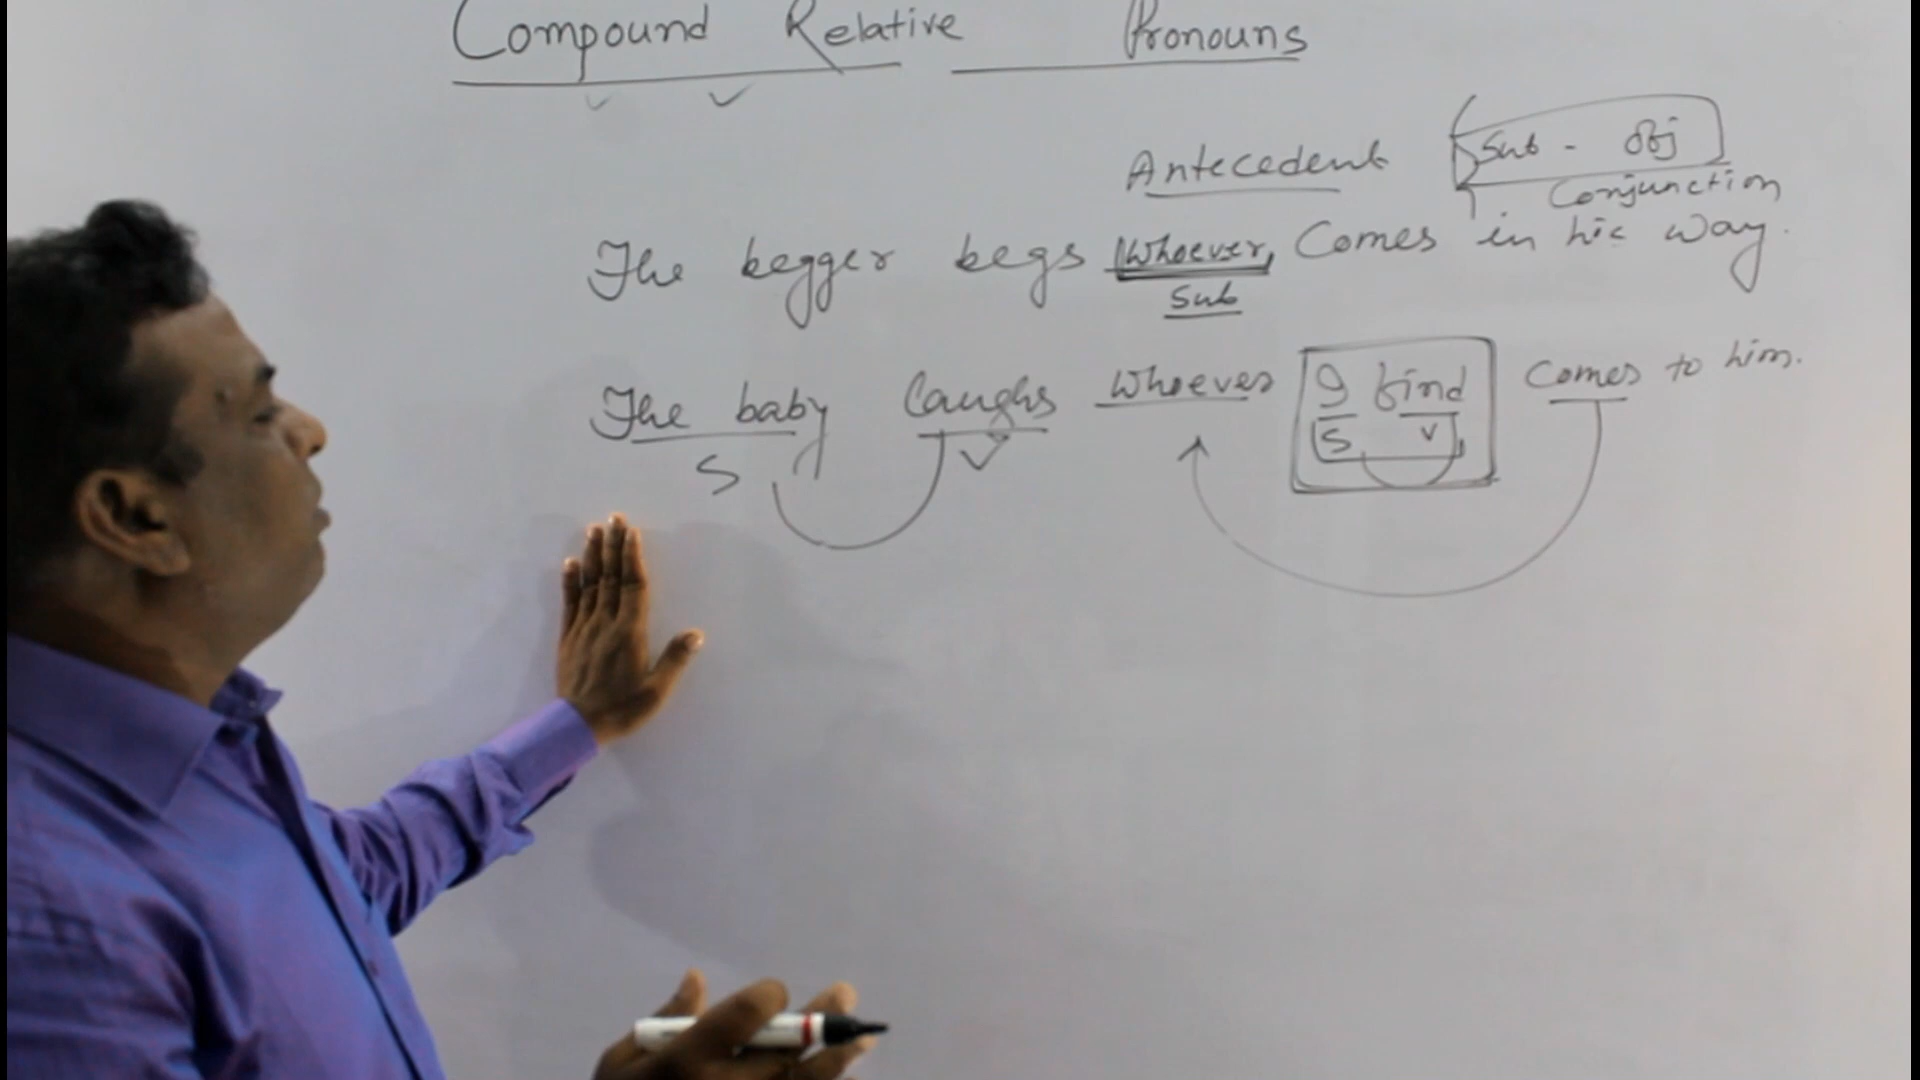 Compound Relative Pronouns
Antecedent Sub - Obj
Conjunction
The begger begs Whoever, Comes in his way.
Sub
The baby laughs whoever I find comes to him.
S V S V